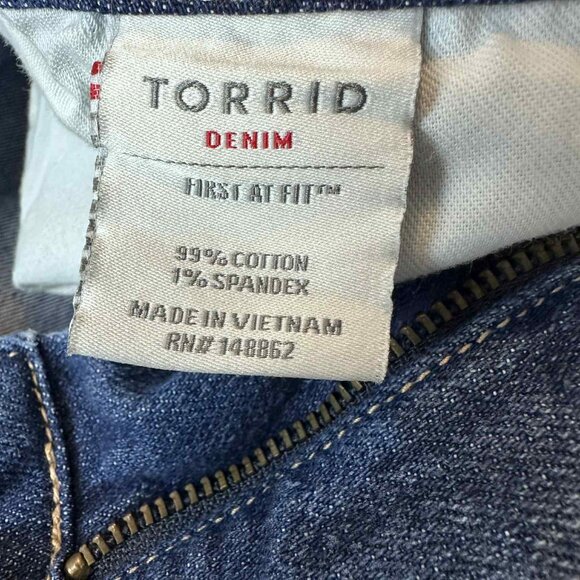 TORRID
DENIM
FIRST AT FIT™
99% COTTON
1% SPANDEX
MADE IN VIETNAM
RN# 148862